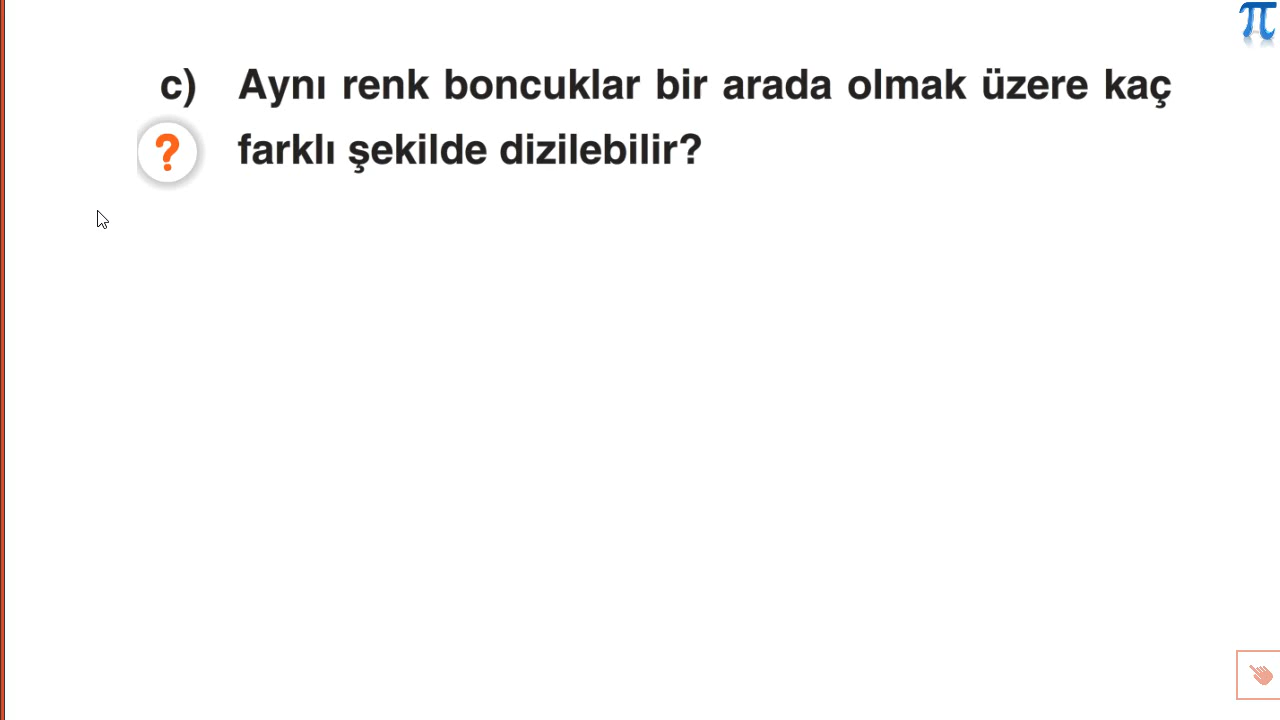 π
c) Aynı renk boncuklar bir arada olmak üzere kaç
? farklı şekilde dizilebilir?